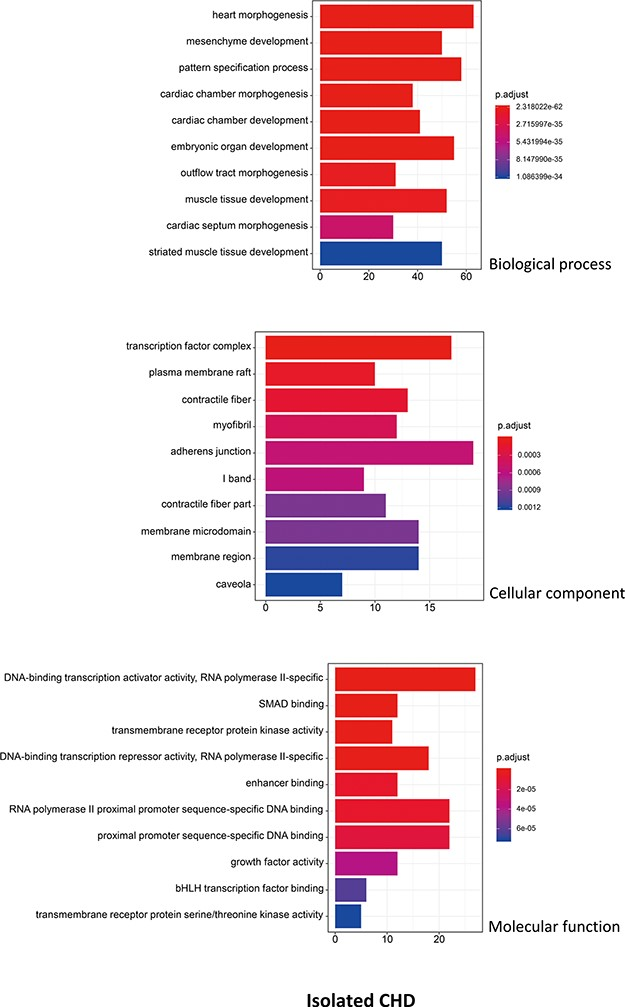 heart morphogenesis
mesenchyme development
pattern specification process
cardiac chamber morphogenesis
cardiac chamber development
embryonic organ development
outflow tract morphogenesis
muscle tissue development
cardiac septum morphogenesis
striated muscle tissue development
0 20 40 60
p.adjust
2.318022e-62
2.715997e-35
5.431994e-35
8.147990e-35
1.086399e-34
Biological process
transcription factor complex
plasma membrane raft
contractile fiber
myofibril
adherens junction
I band
contractile fiber part
membrane microdomain
membrane region
caveola
0 5 10 15
p.adjust
0.0003
0.0006
0.0009
0.0012
Cellular component
DNA-binding transcription activator activity, RNA polymerase II-specific
SMAD binding
transmembrane receptor protein kinase activity
DNA-binding transcription repressor activity, RNA polymerase II-specific
enhancer binding
RNA polymerase II proximal promoter sequence-specific DNA binding
proximal promoter sequence-specific DNA binding
growth factor activity
bHLH transcription factor binding
transmembrane receptor protein serine/threonine kinase activity
0 10 20
p.adjust
2e-05
4e-05
6e-05
Molecular function
Isolated CHD